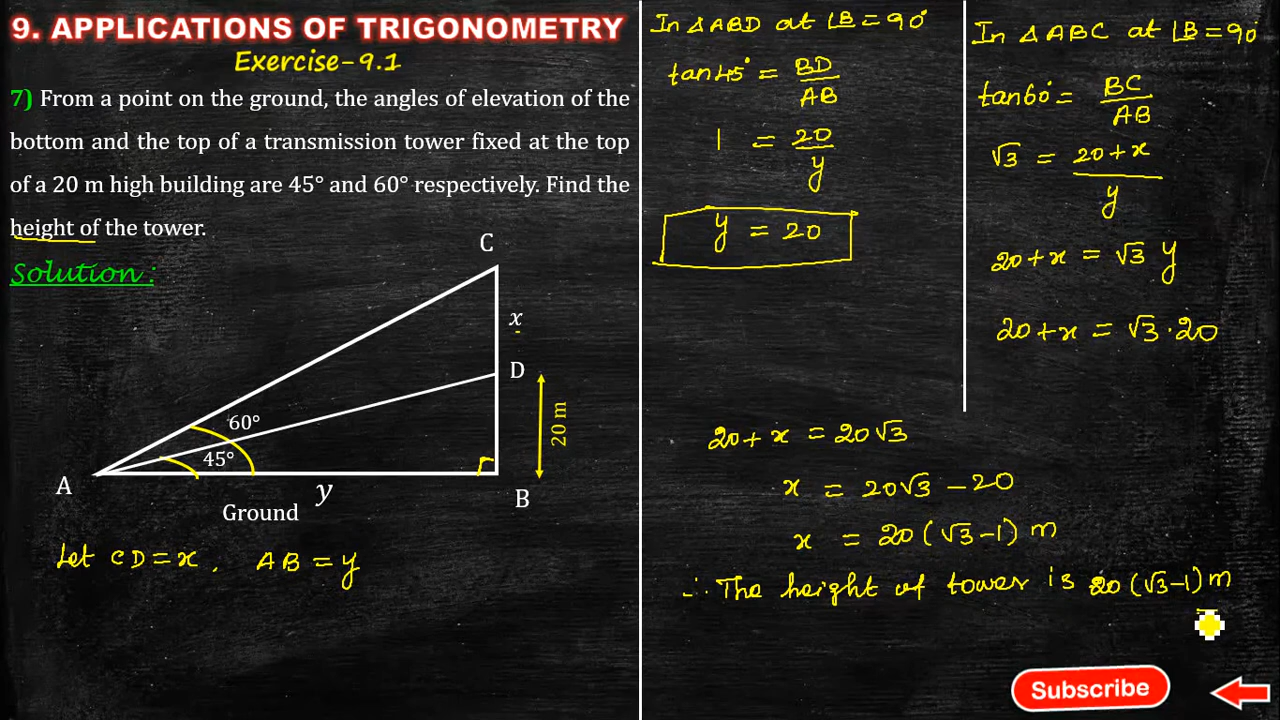 9. APPLICATIONS OF TRIGONOMETRY
Exercise-9.1
7) From a point on the ground, the angles of elevation of the
bottom and the top of a transmission tower fixed at the top
of a 20 m high building are 45° and 60° respectively. Find the
height of the tower.
Solution :
C
x
D
60°
45°
20 m
A
B
y
Ground
Let CD = x, AB = y
In △ABD at ∠B = 90°
tan45° = BD/AB
1 = 20/y
y = 20
In △ABC at ∠B = 90°
tan60° = BC/AB
√3 = 20+x/y
20+x = √3 y
20+x = √3·20
20+x = 20√3
x = 20√3 – 20
x = 20(√3–1) m
∴ The height of tower is 20(√3–1) m
Subscribe